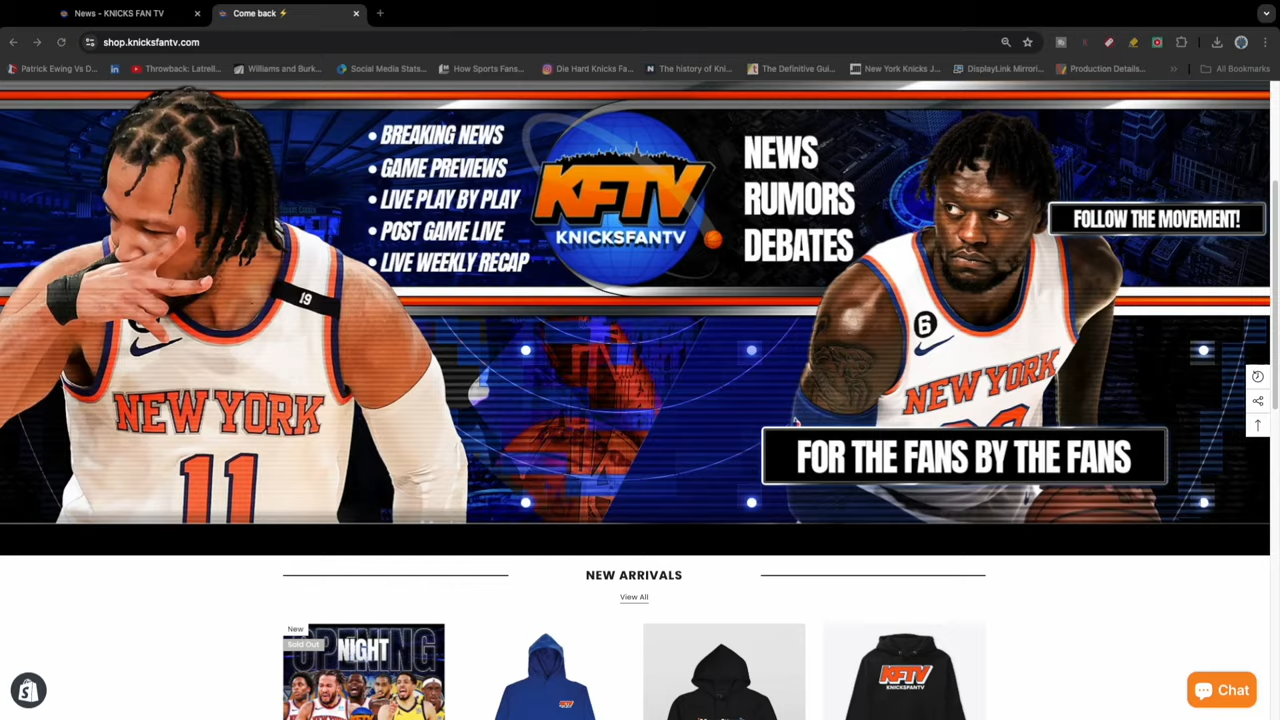 News - KNICKS FAN TV
Come back ⚡
shop.knicksfantv.com
Patrick Ewing Vs D...
Throwback: Latrell...
Williams and Burk...
Social Media Stats...
How Sports Fans...
Die Hard Knicks Fa...
The history of Kni...
The Definitive Gui...
New York Knicks J...
DisplayLink Mirrori...
Production Details...
All Bookmarks
• BREAKING NEWS
• GAME PREVIEWS
• LIVE PLAY BY PLAY
• POST GAME LIVE
• LIVE WEEKLY RECAP
KFTV
KNICKSFANTV
NEWS
RUMORS
DEBATES
FOLLOW THE MOVEMENT!
19
NEW YORK
11
6
NEW YORK
FOR THE FANS BY THE FANS
NEW ARRIVALS
View All
New
Sold Out
OPENING
NIGHT
KFTV
KFTV
KNICKSFANTV
Chat